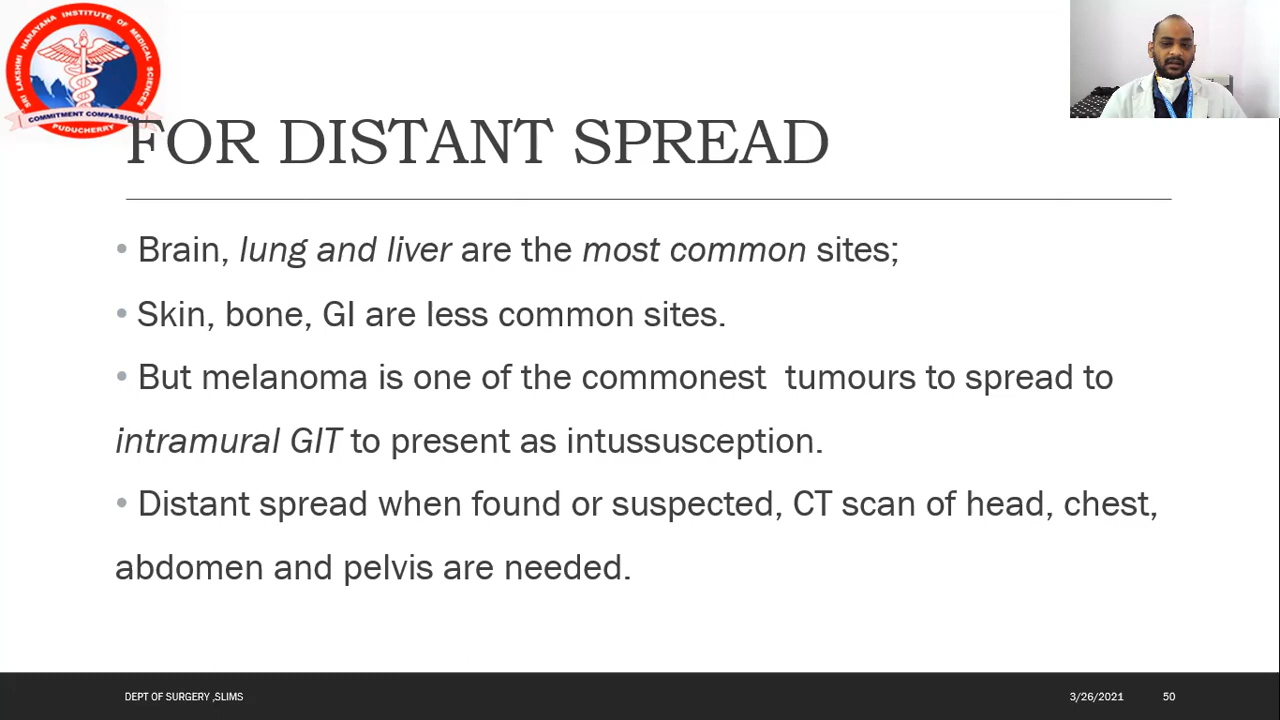 SRI LAKSHMI NARAYANA INSTITUTE OF MEDICAL SCIENCES
COMMITMENT COMPASSION
PUDUCHERRY
FOR DISTANT SPREAD
• Brain, lung and liver are the most common sites;
• Skin, bone, GI are less common sites.
• But melanoma is one of the commonest  tumours to spread to
intramural GIT to present as intussusception.
• Distant spread when found or suspected, CT scan of head, chest,
abdomen and pelvis are needed.
DEPT OF SURGERY ,SLIMS
3/26/2021
50